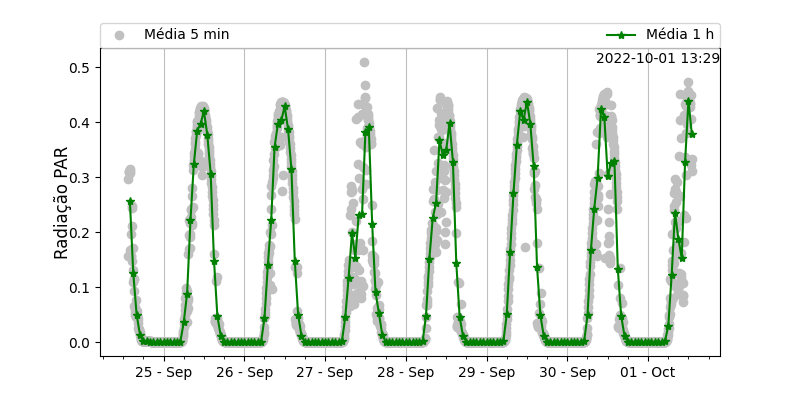 Média 5 min
Média 1 h
2022-10-01 13:29
Radiação PAR
0.5
0.4
0.3
0.2
0.1
0.0
25 - Sep
26 - Sep
27 - Sep
28 - Sep
29 - Sep
30 - Sep
01 - Oct